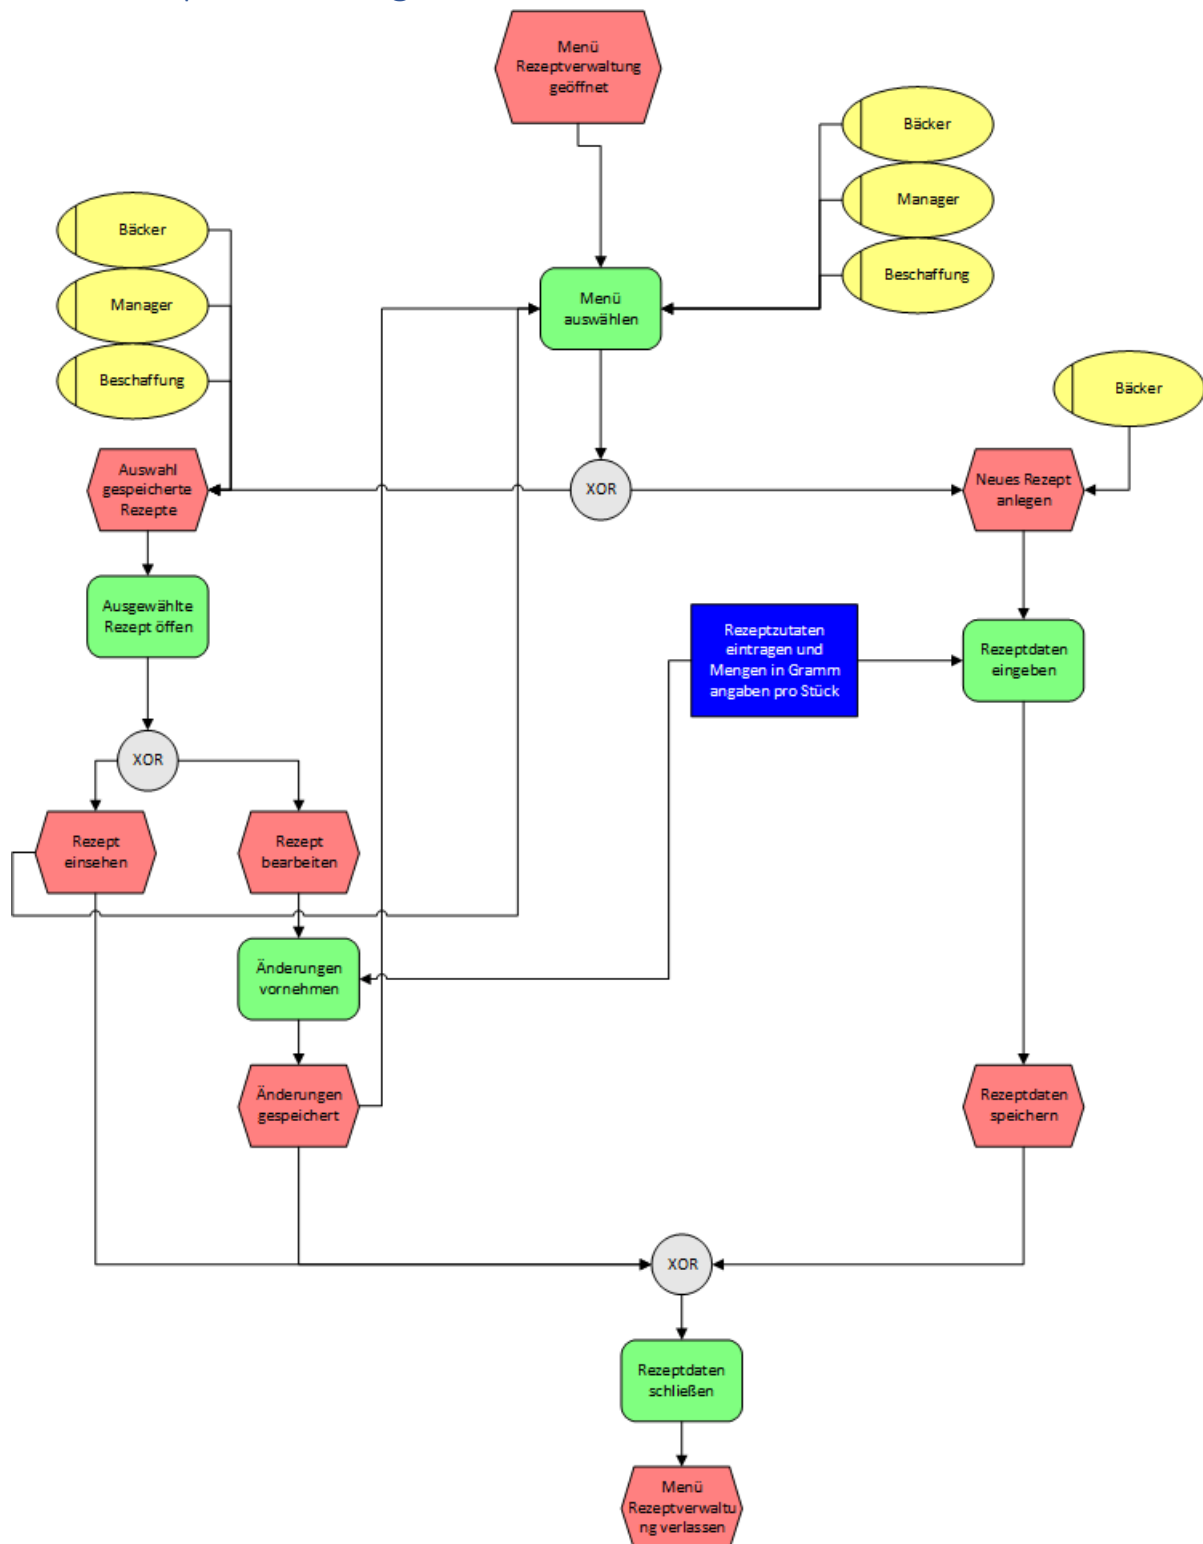 Menü
Rezeptverwaltung
geöffnet
Bäcker
Manager
Beschaffung
Bäcker
Manager
Beschaffung
Menü
auswählen
Bäcker
Auswahl
gespeicherte
Rezepte
XOR
Neues Rezept
anlegen
Ausgewählte
Rezept öffen
Rezeptzutaten
eintragen und
Mengen in Gramm
angaben pro Stück
Rezeptdaten
eingeben
XOR
Rezept
einsehen
Rezept
bearbeiten
Änderungen
vornehmen
Änderungen
gespeichert
Rezeptdaten
speichern
XOR
Rezeptdaten
schließen
Menü
Rezeptverwaltu
ng verlassen